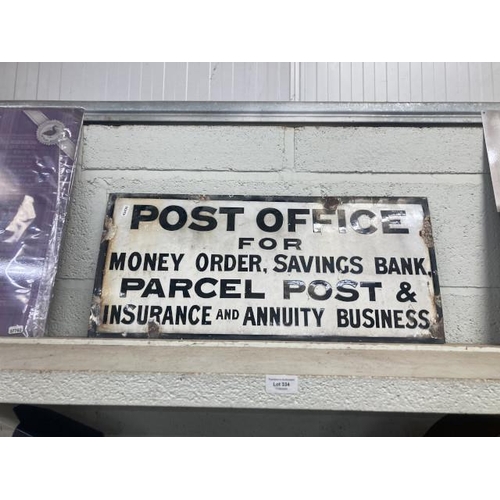 POST OFFICE
FOR
MONEY ORDER, SAVINGS BANK,
PARCEL POST &
INSURANCE AND ANNUITY BUSINESS
Lot 334